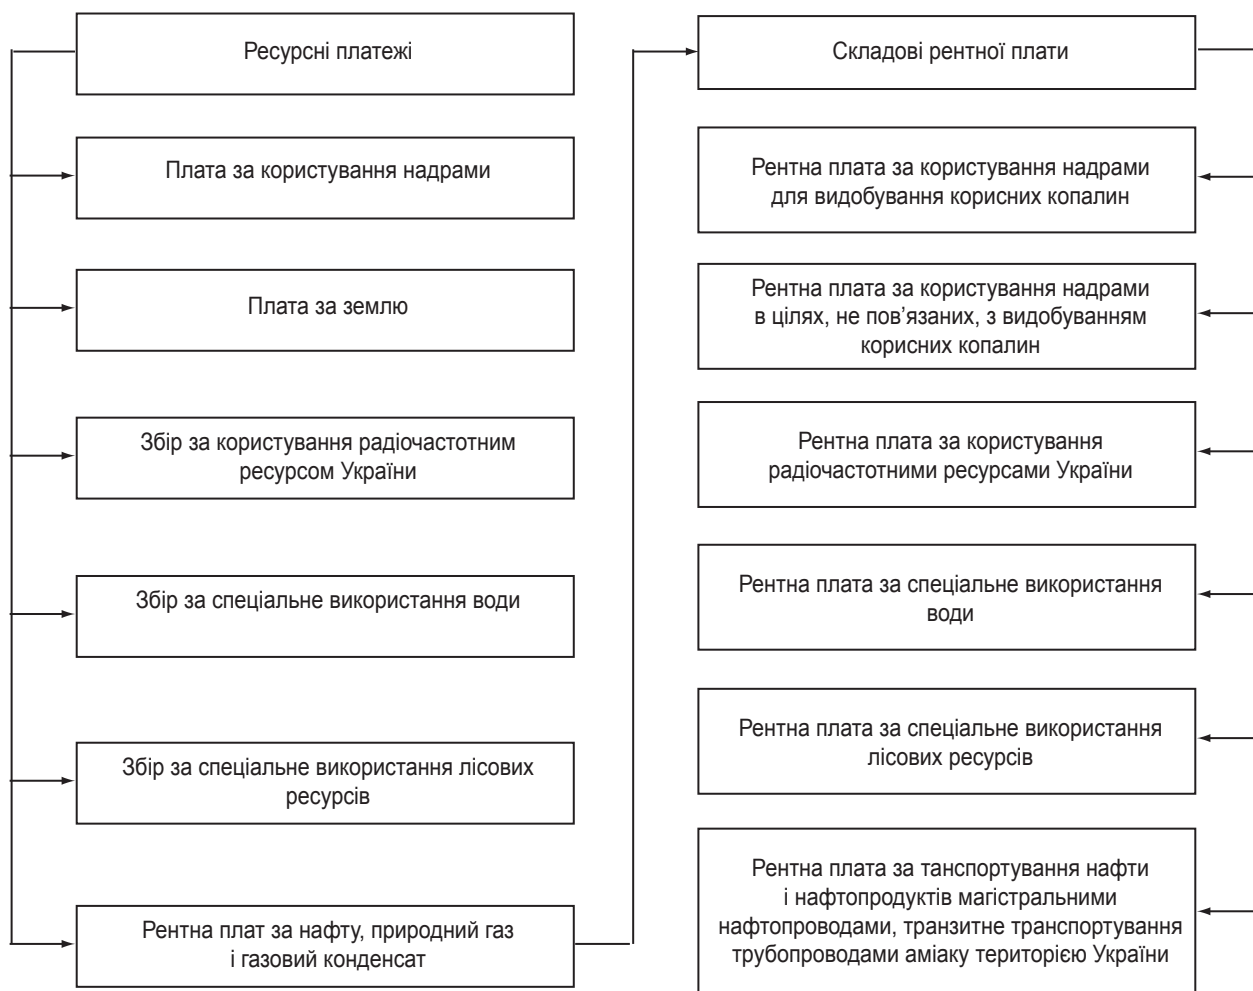 Ресурсні платежі
Плата за користування надрами
Плата за землю
Збір за користування радіочастотним
ресурсом України
Збір за спеціальне використання води
Збір за спеціальне використання лісових
ресурсів
Рентна плат за нафту, природний газ
і газовий конденсат
Складові рентної плати
Рентна плата за користування надрами
для видобування корисних копалин
Рентна плата за користування надрами
в цілях, не пов’язаних, з видобуванням
корисних копалин
Рентна плата за користування
радіочастотними ресурсами України
Рентна плата за спеціальне використання
води
Рентна плата за спеціальне використання
лісових ресурсів
Рентна плата за танспортування нафти
і нафтопродуктів магістральними
нафтопроводами, транзитне транспортування
трубопроводами аміаку територією України